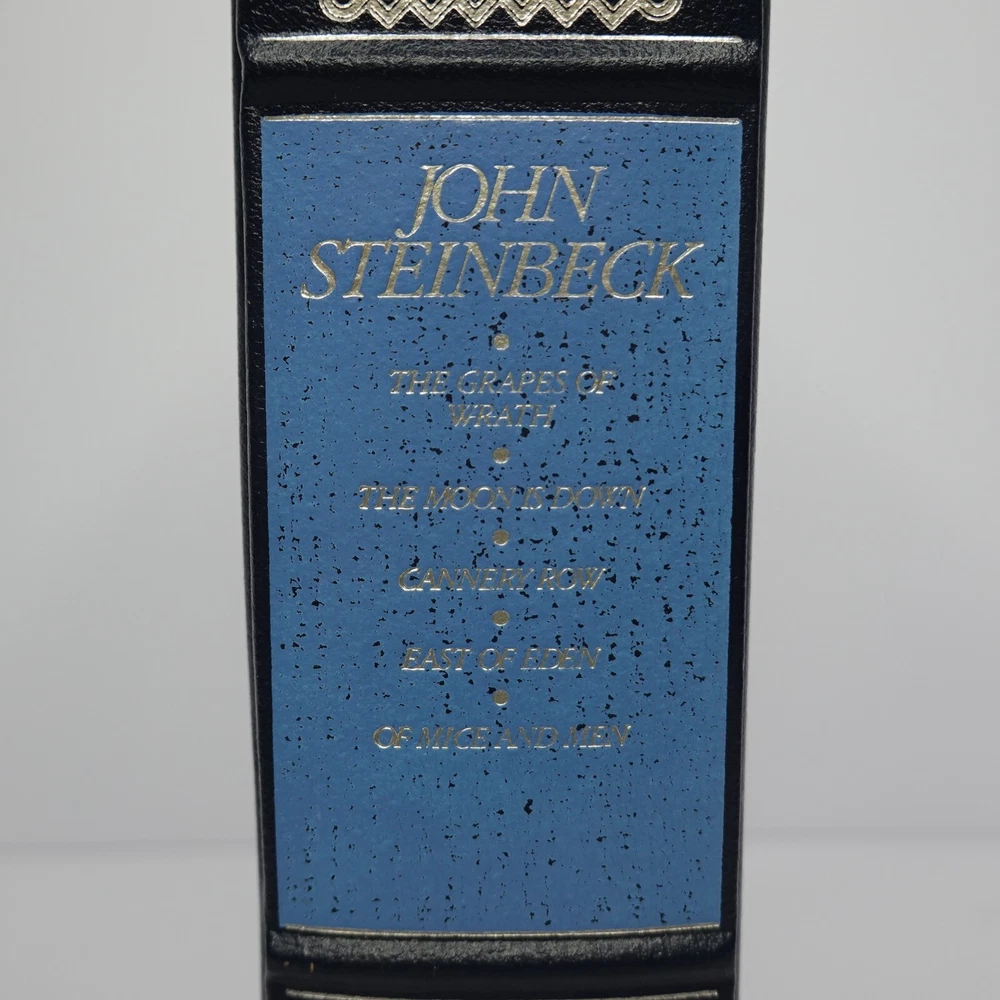 JOHN
STEINBECK
THE GRAPES OF
WRATH
THE MOON IS DOWN
CANNERY ROW
EAST OF EDEN
OF MICE AND MEN